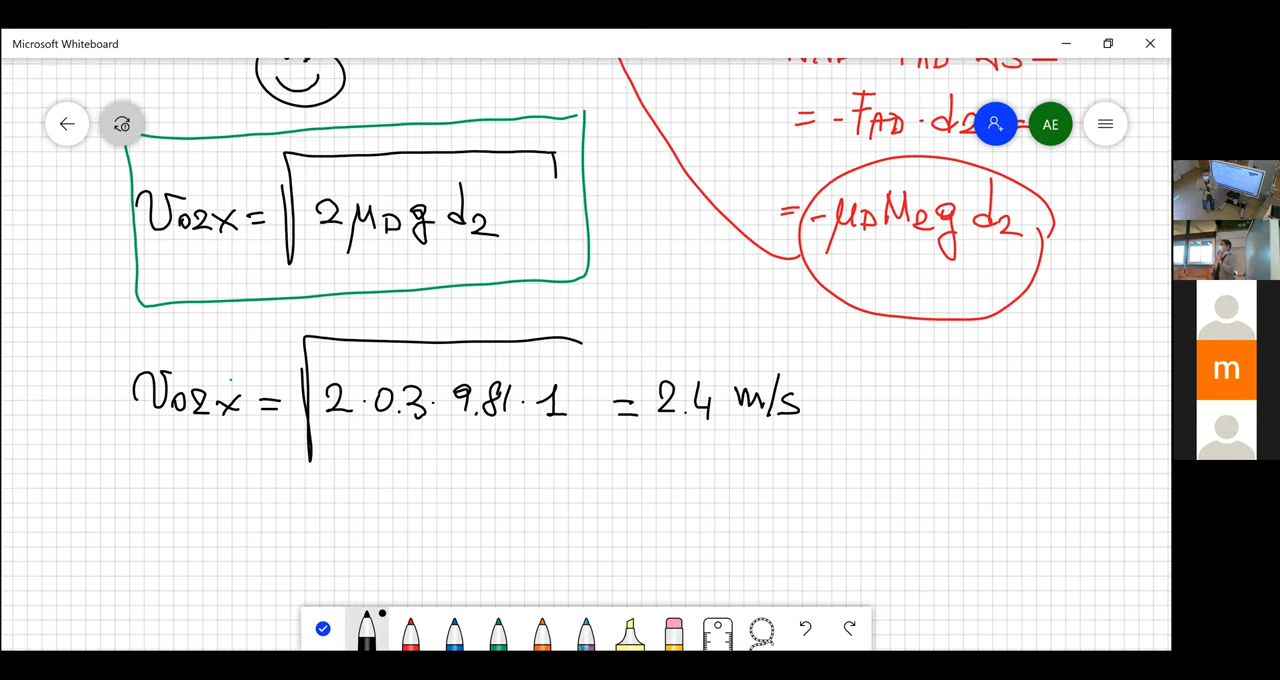 Microsoft Whiteboard
= - FAD · d2 =
AE
V02x = √ 2 μD g d2
= - μD M2 g d2
V02x = √ 2 · 0.3 · 9.81 · 1 = 2.4 m/s
m